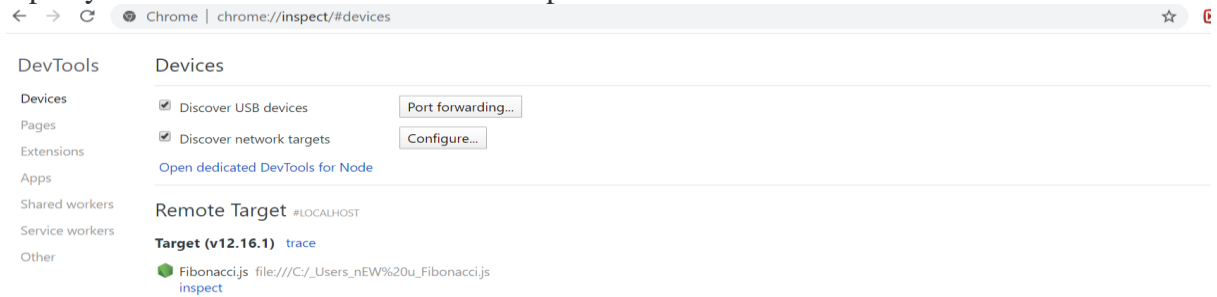 Chrome | chrome://inspect/#devices
DevTools
Devices
Pages
Extensions
Apps
Shared workers
Service workers
Other
Devices
Discover USB devices Port forwarding...
Discover network targets Configure...
Open dedicated DevTools for Node
Remote Target #LOCALHOST
Target (v12.16.1) trace
Fibonacci.js file:///C:/_Users_nEW%20u_Fibonacci.js
inspect